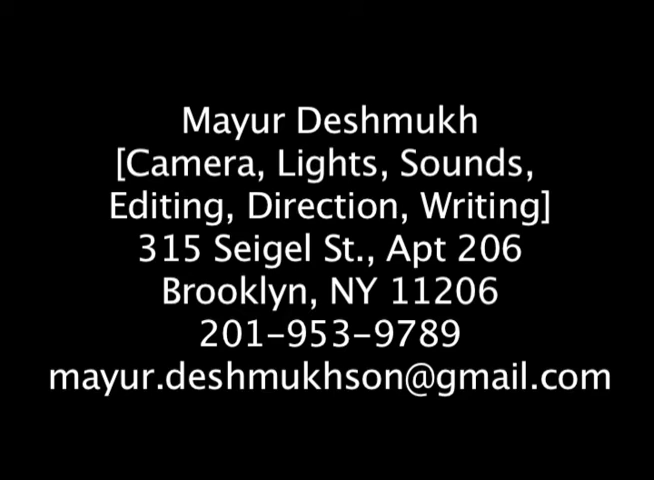 Mayur Deshmukh
[Camera, Lights, Sounds,
Editing, Direction, Writing]
315 Seigel St., Apt 206
Brooklyn, NY 11206
201-953-9789
mayur.deshmukhson@gmail.com